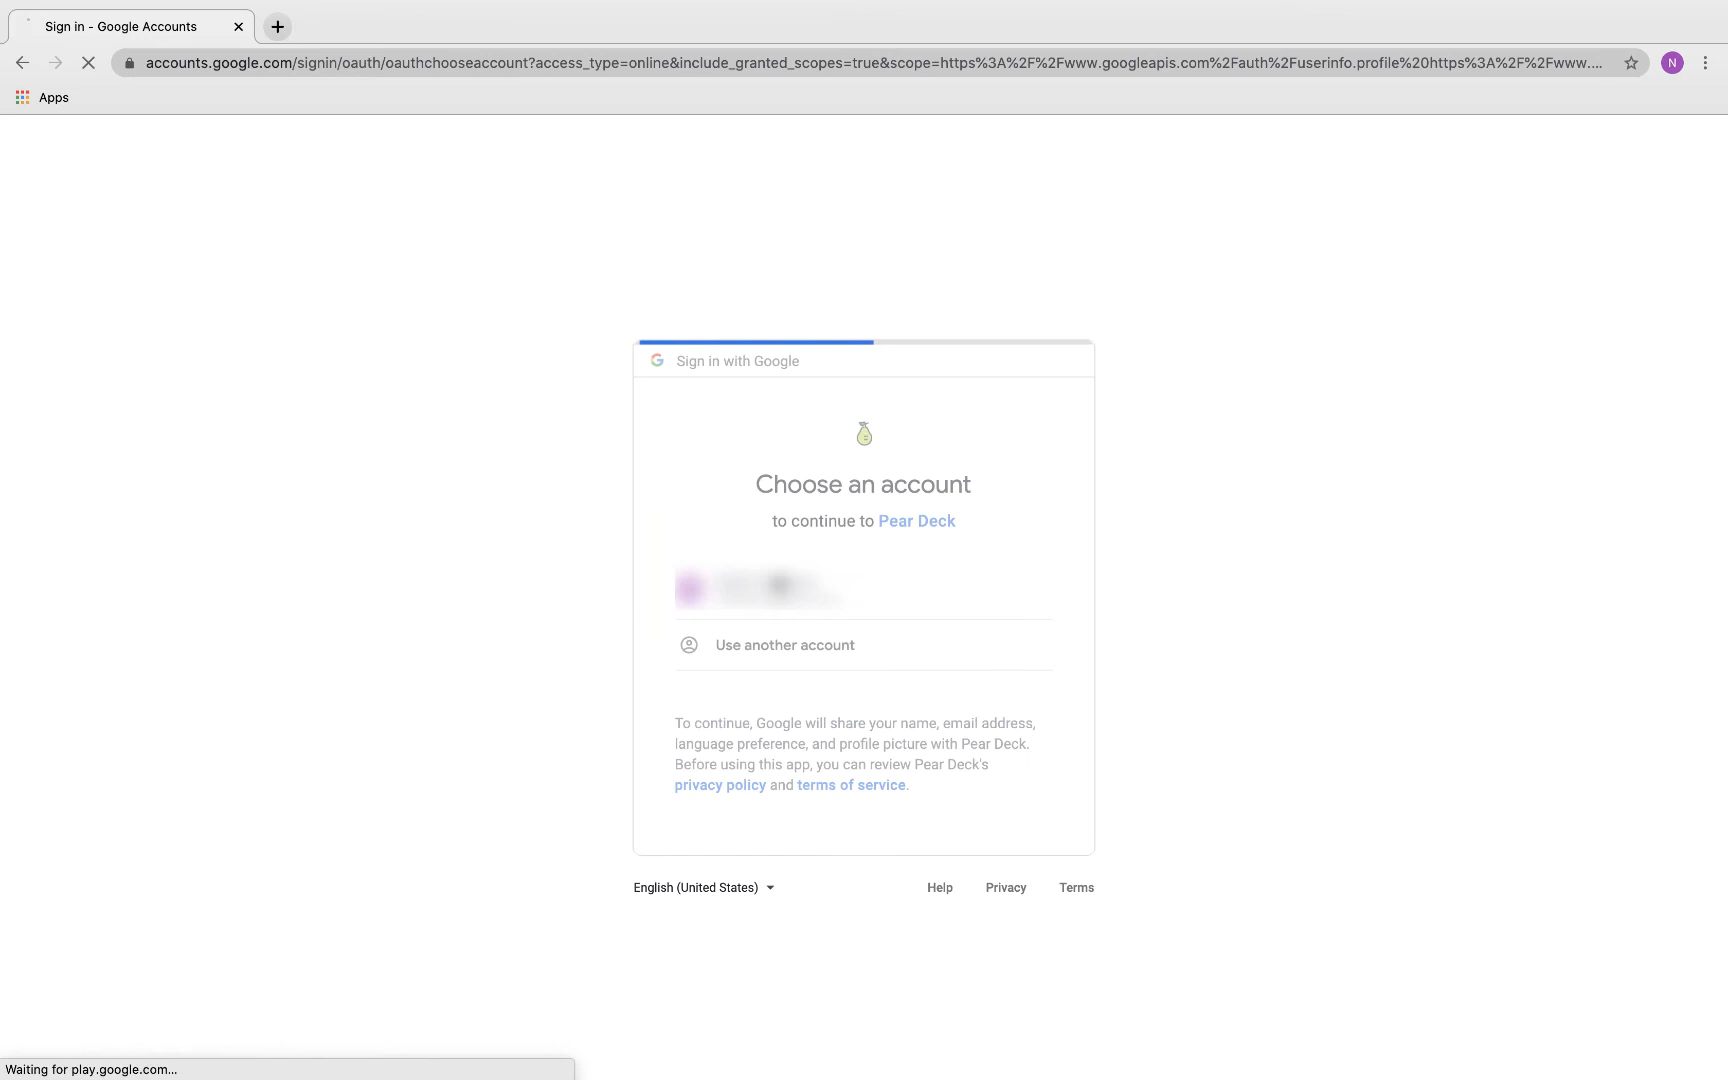 Sign in - Google Accounts
accounts.google.com/signin/oauth/oauthchooseaccount?access_type=online&include_granted_scopes=true&scope=https%3A%2F%2Fwww.googleapis.com%2Fauth%2Fuserinfo.profile%20https%3A%2F%2Fwww....
N
Apps
Sign in with Google
Choose an account
to continue to Pear Deck
Use another account
To continue, Google will share your name, email address,
language preference, and profile picture with Pear Deck.
Before using this app, you can review Pear Deck's
privacy policy and terms of service.
English (United States)
Help Privacy Terms
Waiting for play.google.com...